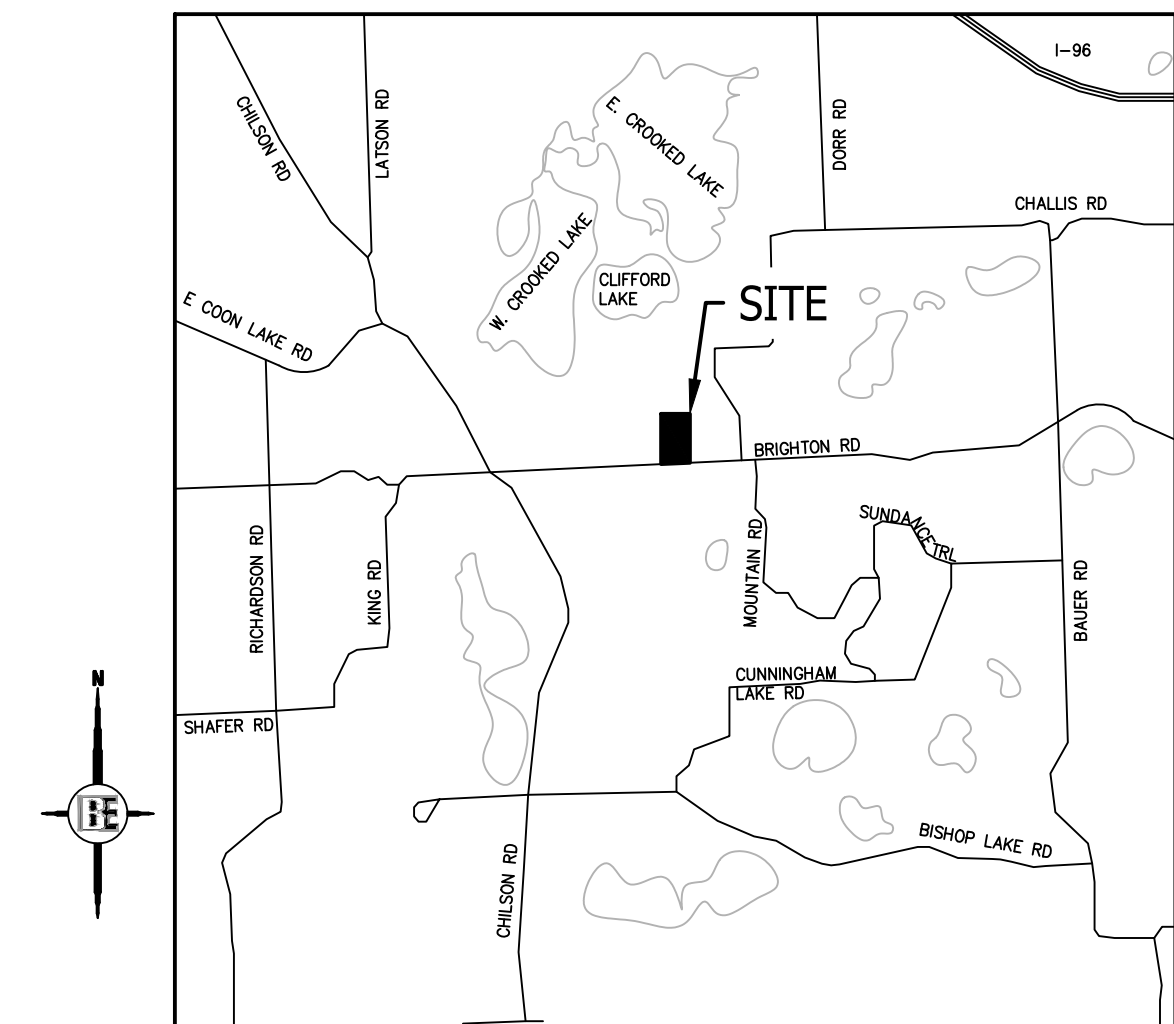 I-96
CHILSON RD
LATSON RD
E. CROOKED LAKE
DORR RD
CHALLIS RD
W. CROOKED LAKE
CLIFFORD
LAKE
SITE
E COON LAKE RD
BRIGHTON RD
SUNDANCE TRL
RICHARDSON RD
KING RD
MOUNTAIN RD
BAUER RD
CUNNINGHAM
LAKE RD
N
SHAFER RD
BE
BISHOP LAKE RD
CHILSON RD